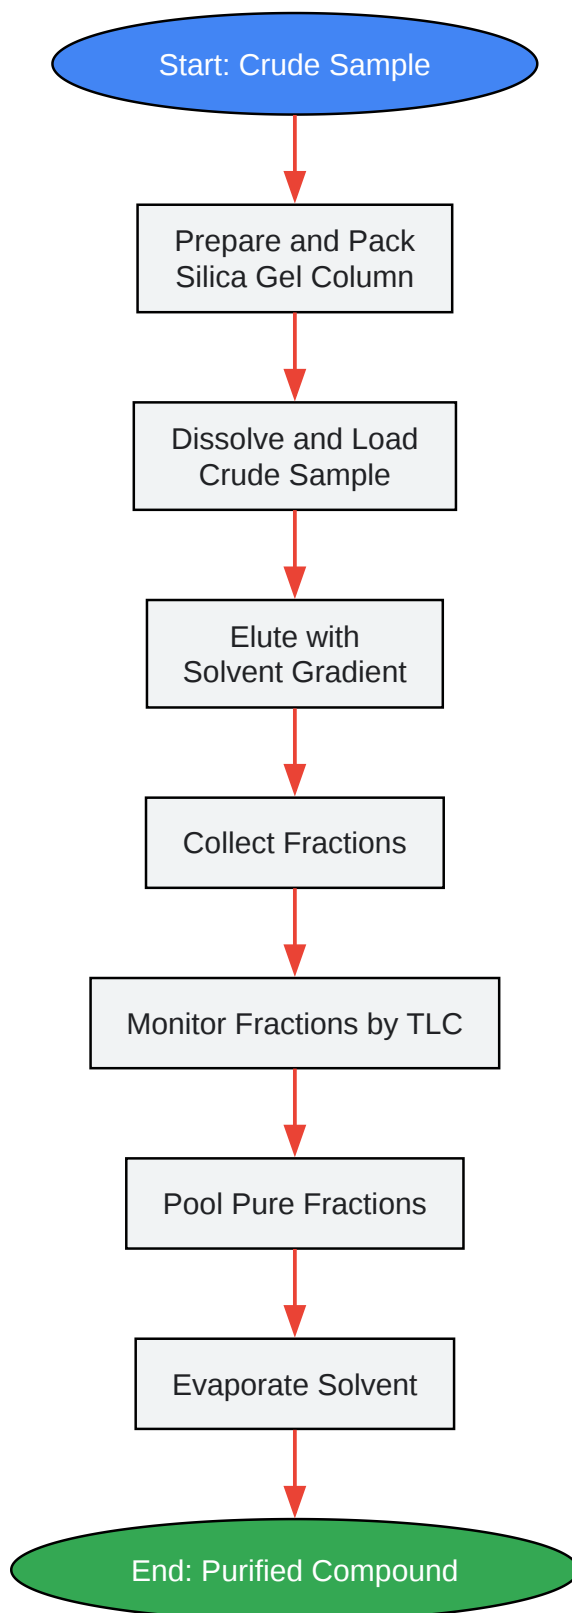 Start: Crude Sample
Prepare and Pack
Silica Gel Column
Dissolve and Load
Crude Sample
Elute with
Solvent Gradient
Collect Fractions
Monitor Fractions by TLC
Pool Pure Fractions
Evaporate Solvent
End: Purified Compound